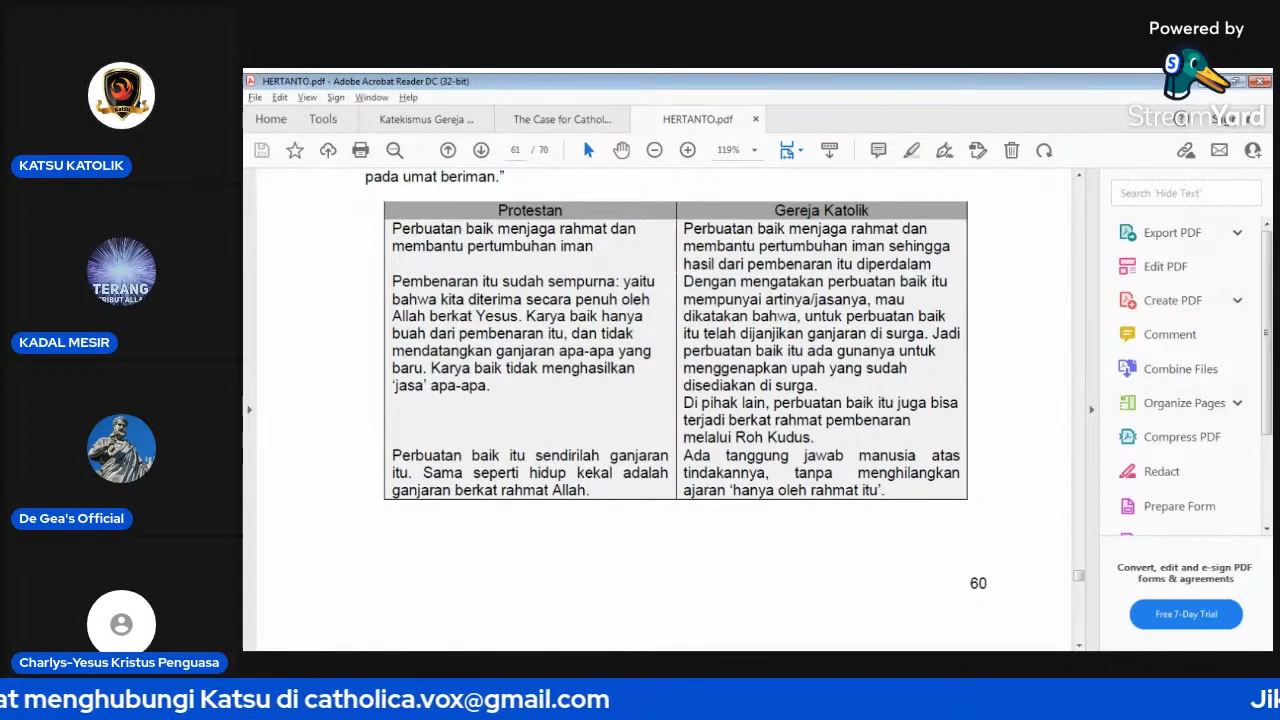 Powered by
StreamYard
KATSU KATOLIK
TERANG
KADAL MESIR
De Gea's Official
Charlys-Yesus Kristus Penguasa
HERTANTO.pdf - Adobe Acrobat Reader DC (32-bit)
File Edit View Sign Window Help
Home Tools Katekismus Gereja ... The Case for Cathol... HERTANTO.pdf ×
61 / 70 119%
pada umat beriman."
Protestan
Perbuatan baik menjaga rahmat dan
membantu pertumbuhan iman
Pembenaran itu sudah sempurna: yaitu
bahwa kita diterima secara penuh oleh
Allah berkat Yesus. Karya baik hanya
buah dari pembenaran itu, dan tidak
mendatangkan ganjaran apa-apa yang
baru. Karya baik tidak menghasilkan
'jasa' apa-apa.
Perbuatan baik itu sendirilah ganjaran
itu. Sama seperti hidup kekal adalah
ganjaran berkat rahmat Allah.
Gereja Katolik
Perbuatan baik menjaga rahmat dan
membantu pertumbuhan iman sehingga
hasil dari pembenaran itu diperdalam
Dengan mengatakan perbuatan baik itu
mempunyai artinya/jasanya, mau
dikatakan bahwa, untuk perbuatan baik
itu telah dijanjikan ganjaran di surga. Jadi
perbuatan baik itu ada gunanya untuk
menggenapkan upah yang sudah
disediakan di surga.
Di pihak lain, perbuatan baik itu juga bisa
terjadi berkat rahmat pembenaran
melalui Roh Kudus.
Ada tanggung jawab manusia atas
tindakannya, tanpa menghilangkan
ajaran 'hanya oleh rahmat itu'.
60
Search 'Hide Text'
Export PDF
Edit PDF
Create PDF
Comment
Combine Files
Organize Pages
Compress PDF
Redact
Prepare Form
Convert, edit and e-sign PDF
forms & agreements
Free 7-Day Trial
at menghubungi Katsu di catholica.vox@gmail.com
Jik